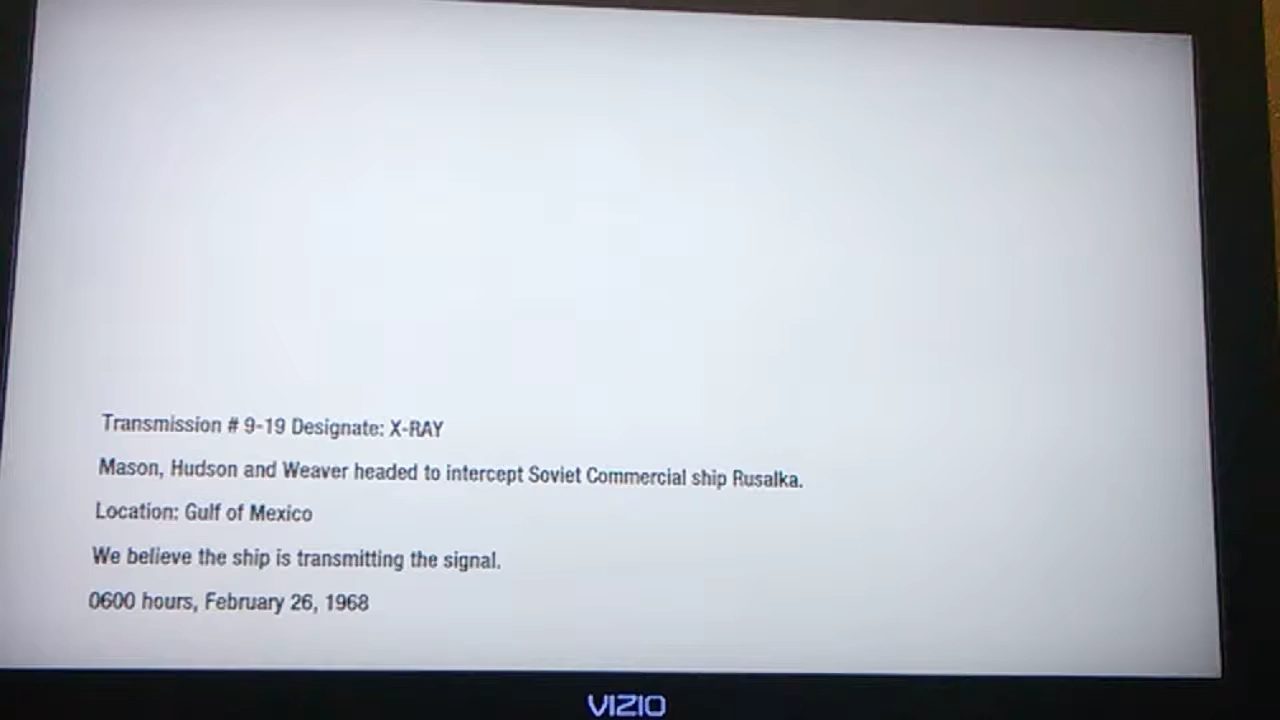 Transmission # 9-19 Designate: X-RAY
Mason, Hudson and Weaver headed to intercept Soviet Commercial ship Rusalka.
Location: Gulf of Mexico
We believe the ship is transmitting the signal.
0600 hours, February 26, 1968
VIZIO